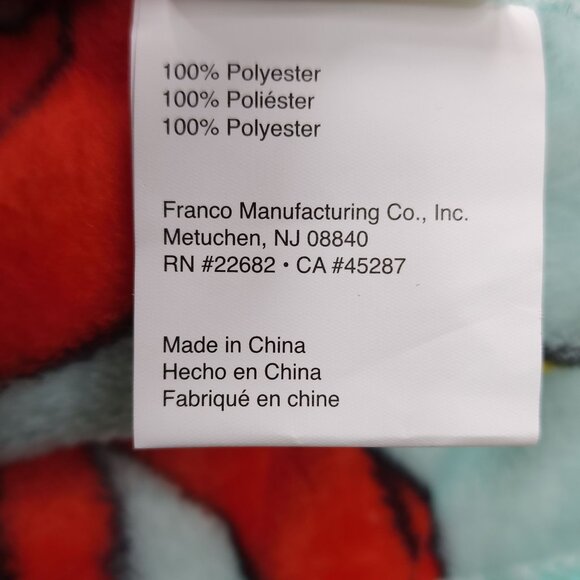 100% Polyester
100% Poliéster
100% Polyester
Franco Manufacturing Co., Inc.
Metuchen, NJ 08840
RN #22682 • CA #45287
Made in China
Hecho en China
Fabriqué en chine